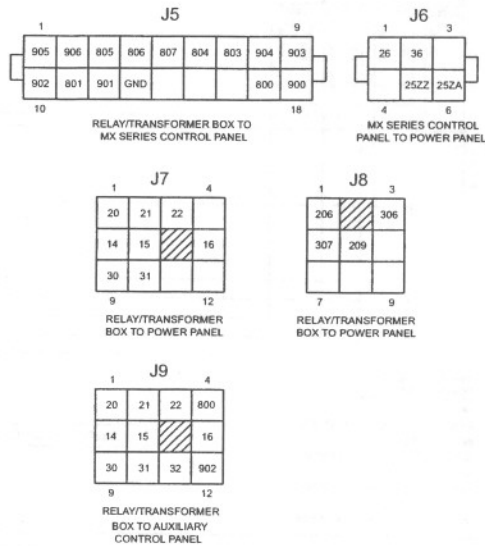 J5
1 9
905 906 805 806 807 804 803 904 903
902 801 901 GND 800 900
10 18
RELAY/TRANSFORMER BOX TO
MX SERIES CONTROL PANEL
J6
1 3
26 36
25ZZ 25ZA
4 6
MX SERIES CONTROL
PANEL TO POWER PANEL
J7
1 4
20 21 22
14 15 16
30 31
9 12
RELAY/TRANSFORMER
BOX TO POWER PANEL
J8
1 3
206 306
307 209
7 9
RELAY/TRANSFORMER
BOX TO POWER PANEL
J9
1 4
20 21 22 800
14 15 16
30 31 32 902
9 12
RELAY/TRANSFORMER
BOX TO AUXILIARY
CONTROL PANEL